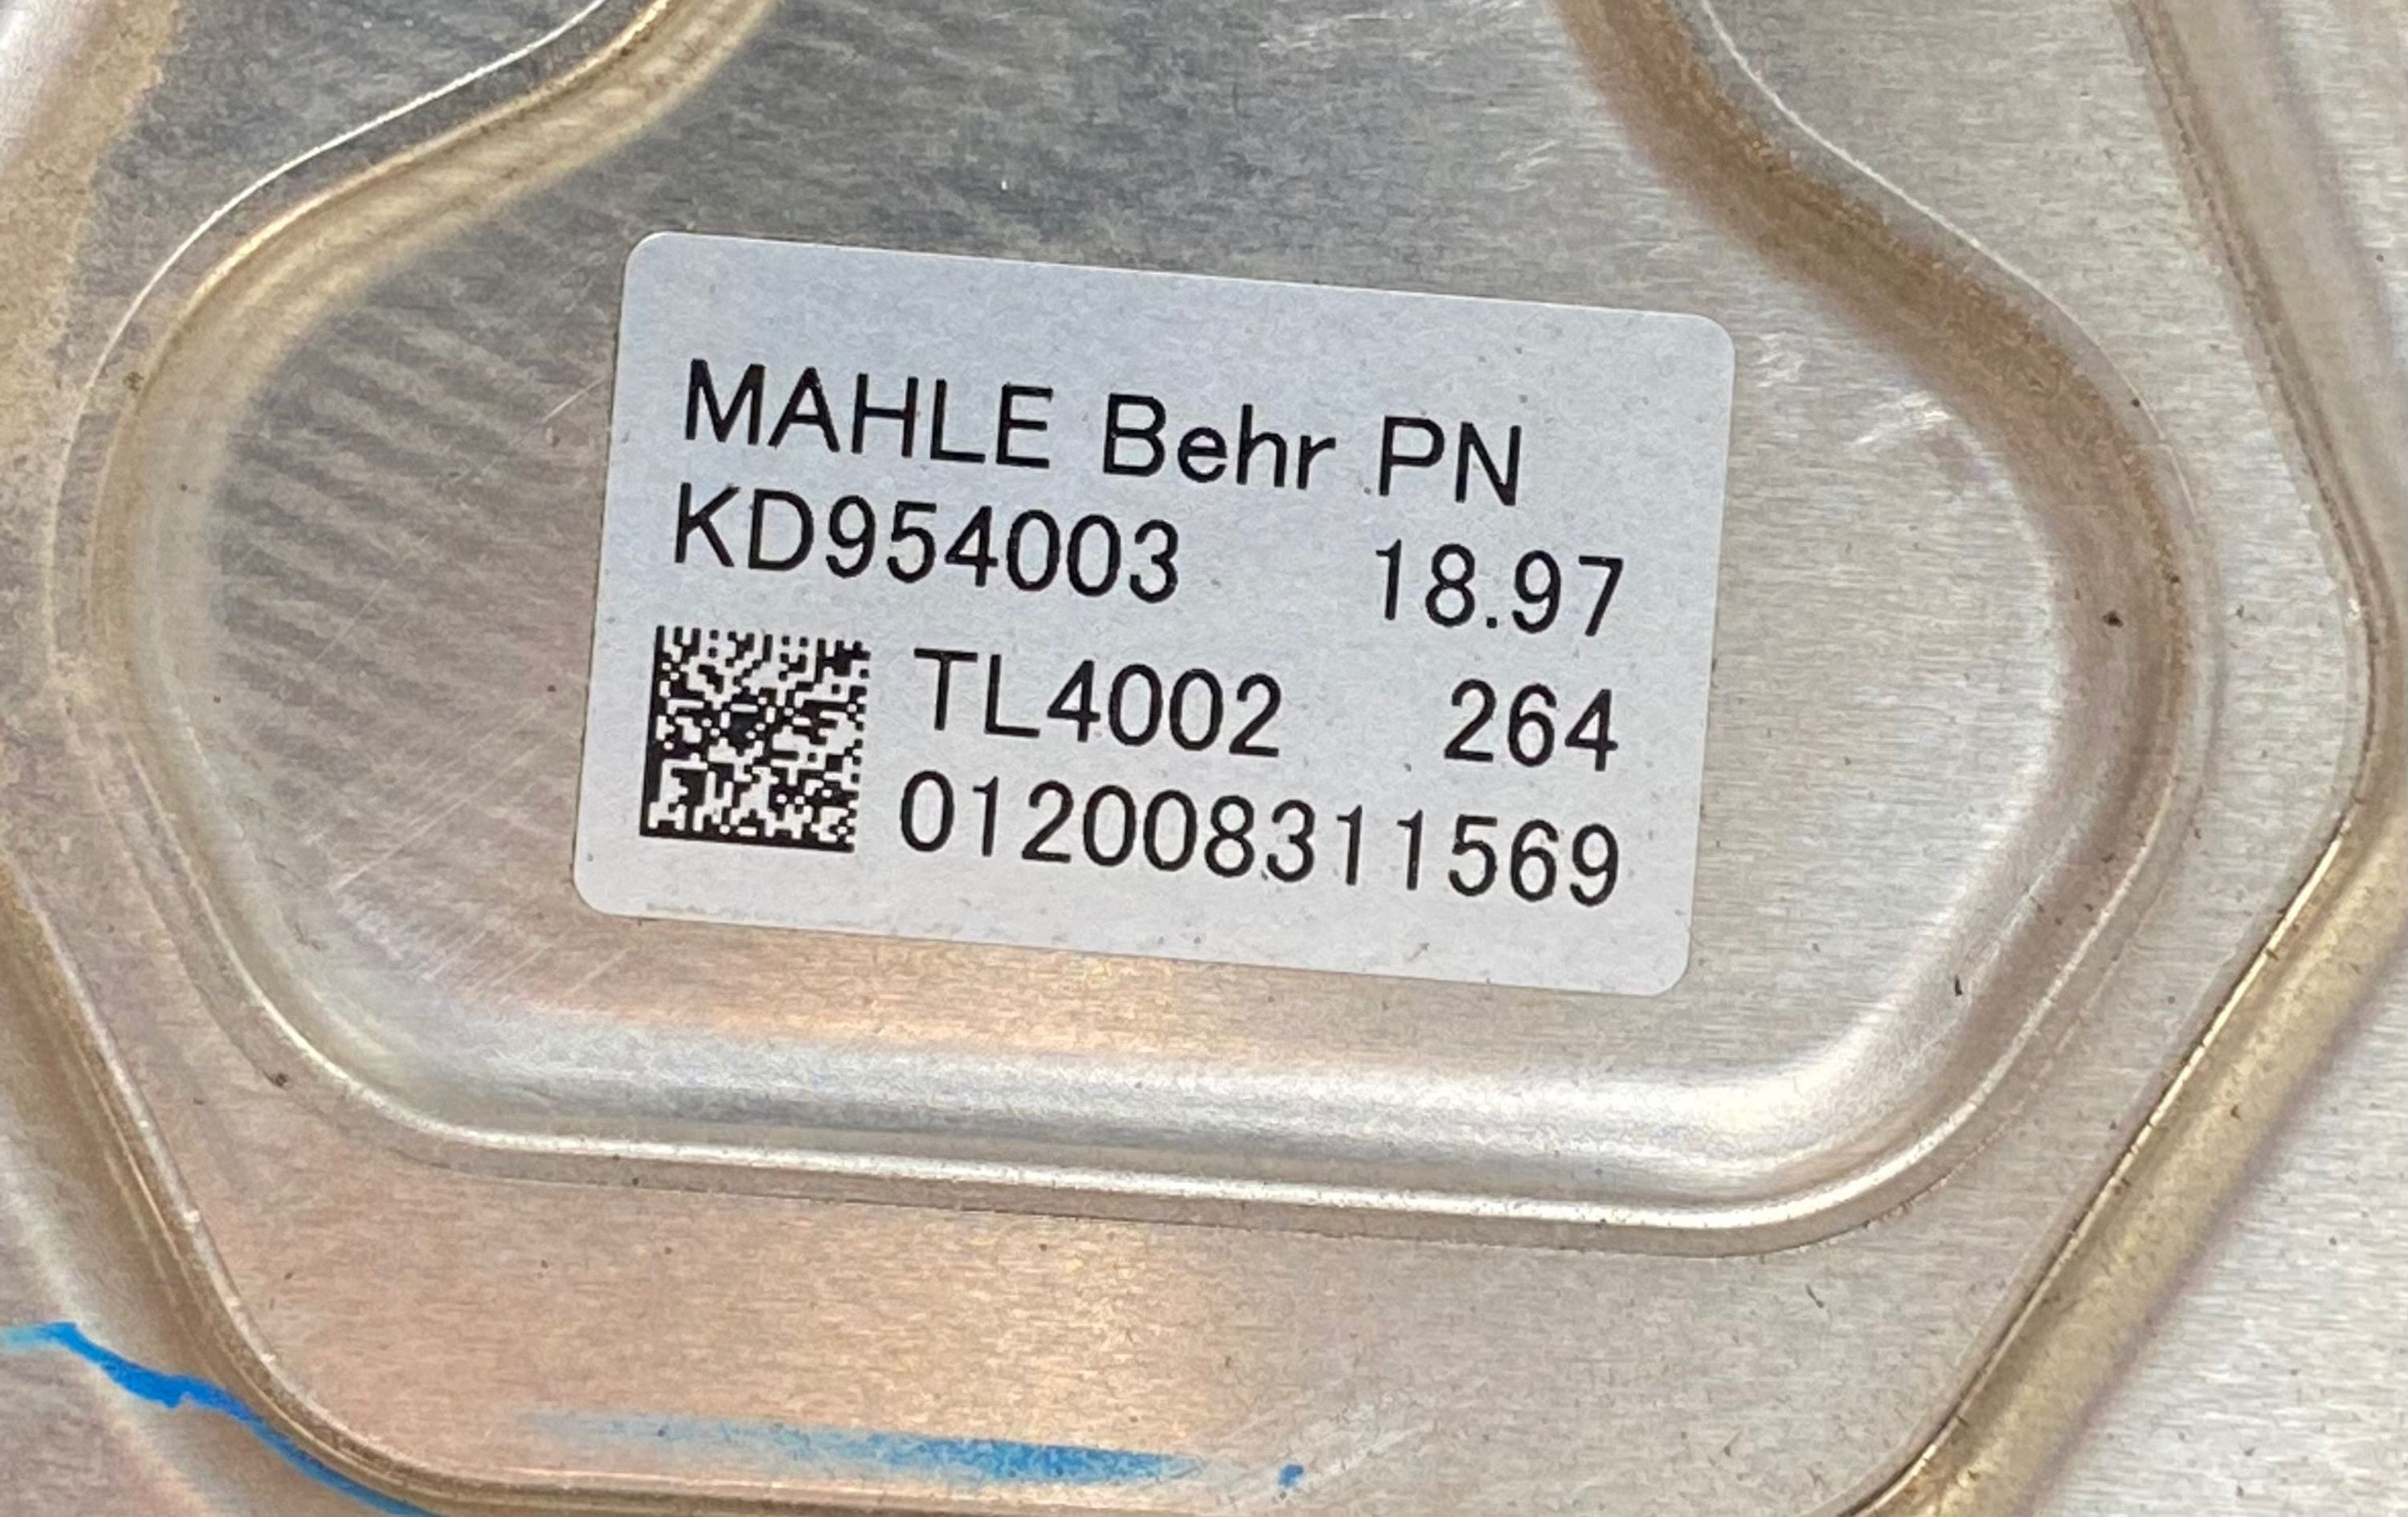 MAHLE Behr PN
KD954003 18.97
TL4002 264
012008311569